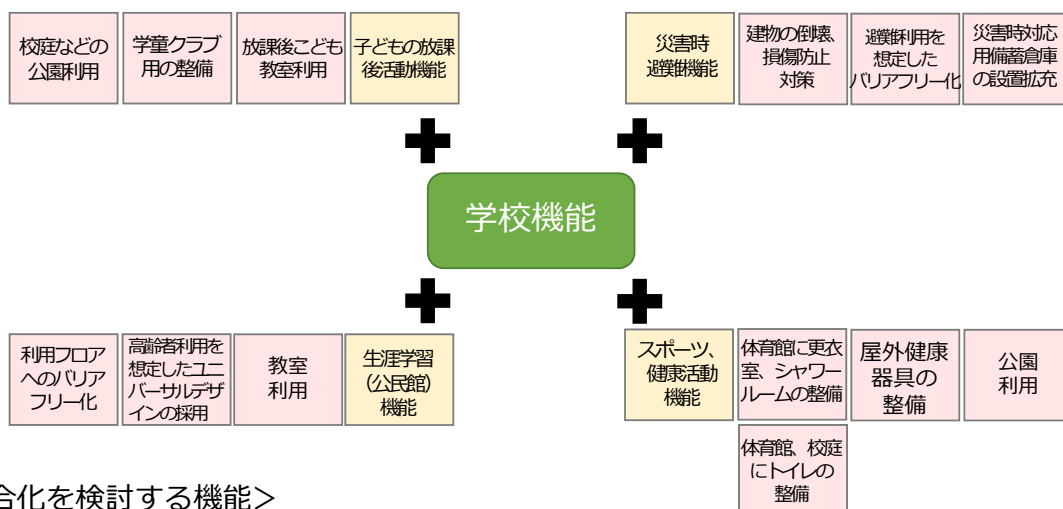 校庭などの
公園利用
学童クラブ
用の整備
放課後こども
教室利用
子どもの放課
後活動機能
災害時
避難機能
建物の倒壊、
損傷防止
対策
避難利用を
想定した
バリアフリー化
災害時対応
用備蓄倉庫
の設置拡充
学校機能
利用フロア
へのバリア
フリー化
高齢者利用を
想定したユニ
バーサルデザ
インの採用
教室
利用
生涯学習
(公民館)
機能
スポーツ、
健康活動
機能
体育館に更衣
室、シャワー
ルームの整備
屋外健康
器具の
整備
公園
利用
体育館、校庭
にトイレの
整備
合化を検討する機能＞